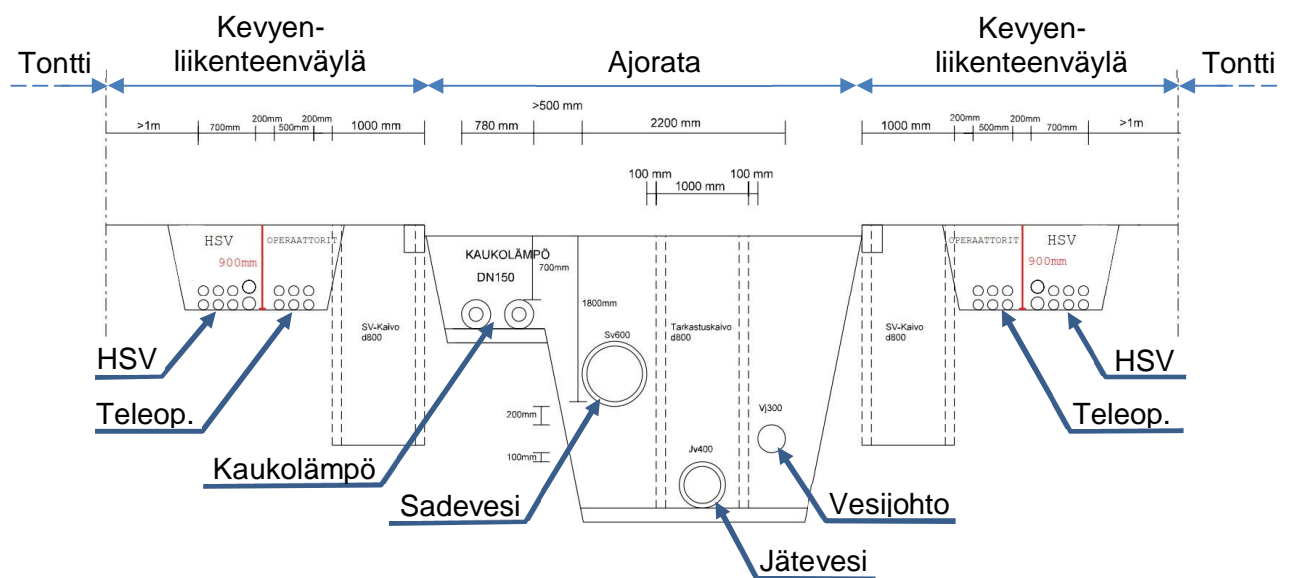 Kevyen-
liikenteenväylä
Kevyen-
liikenteenväylä
Tontti
Ajorata
Tontti
>500 mm
>1m
700mm
200mm
500mm
200mm
1000 mm
780 mm
2200 mm
1000 mm
200mm
500mm
200mm
700mm
>1m
100 mm
1000 mm
100 mm
HSV
OPERAATTORIT
900mm
KAUKOLÄMPÖ
DN150
700mm
1800mm
OPERAATTORIT
HSV
900mm
SV-Kaivo
d800
Sv600
Tarkastuskaivo
d800
SV-Kaivo
d800
HSV
HSV
Teleop.
200mm
Vj300
Teleop.
100mm
Jv400
Kaukolämpö
Sadevesi
Vesijohto
Jätevesi